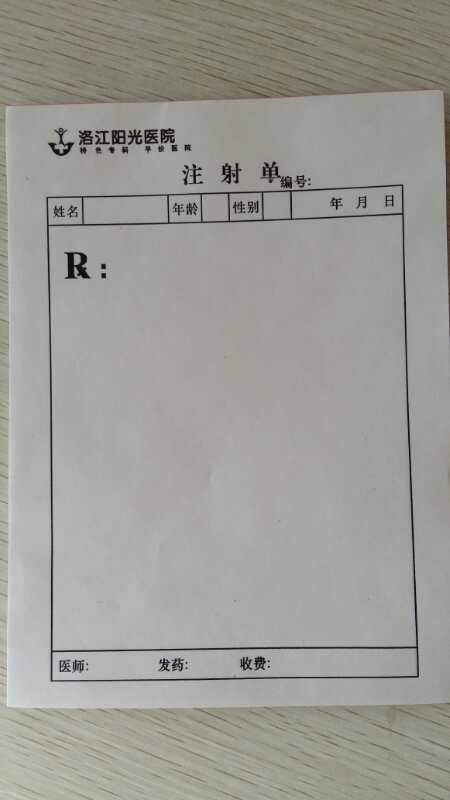 洛江阳光医院
特色专科 平价医院
注射单
编号:
姓名 年龄 性别 年 月 日
R:
医师: 发药: 收费: